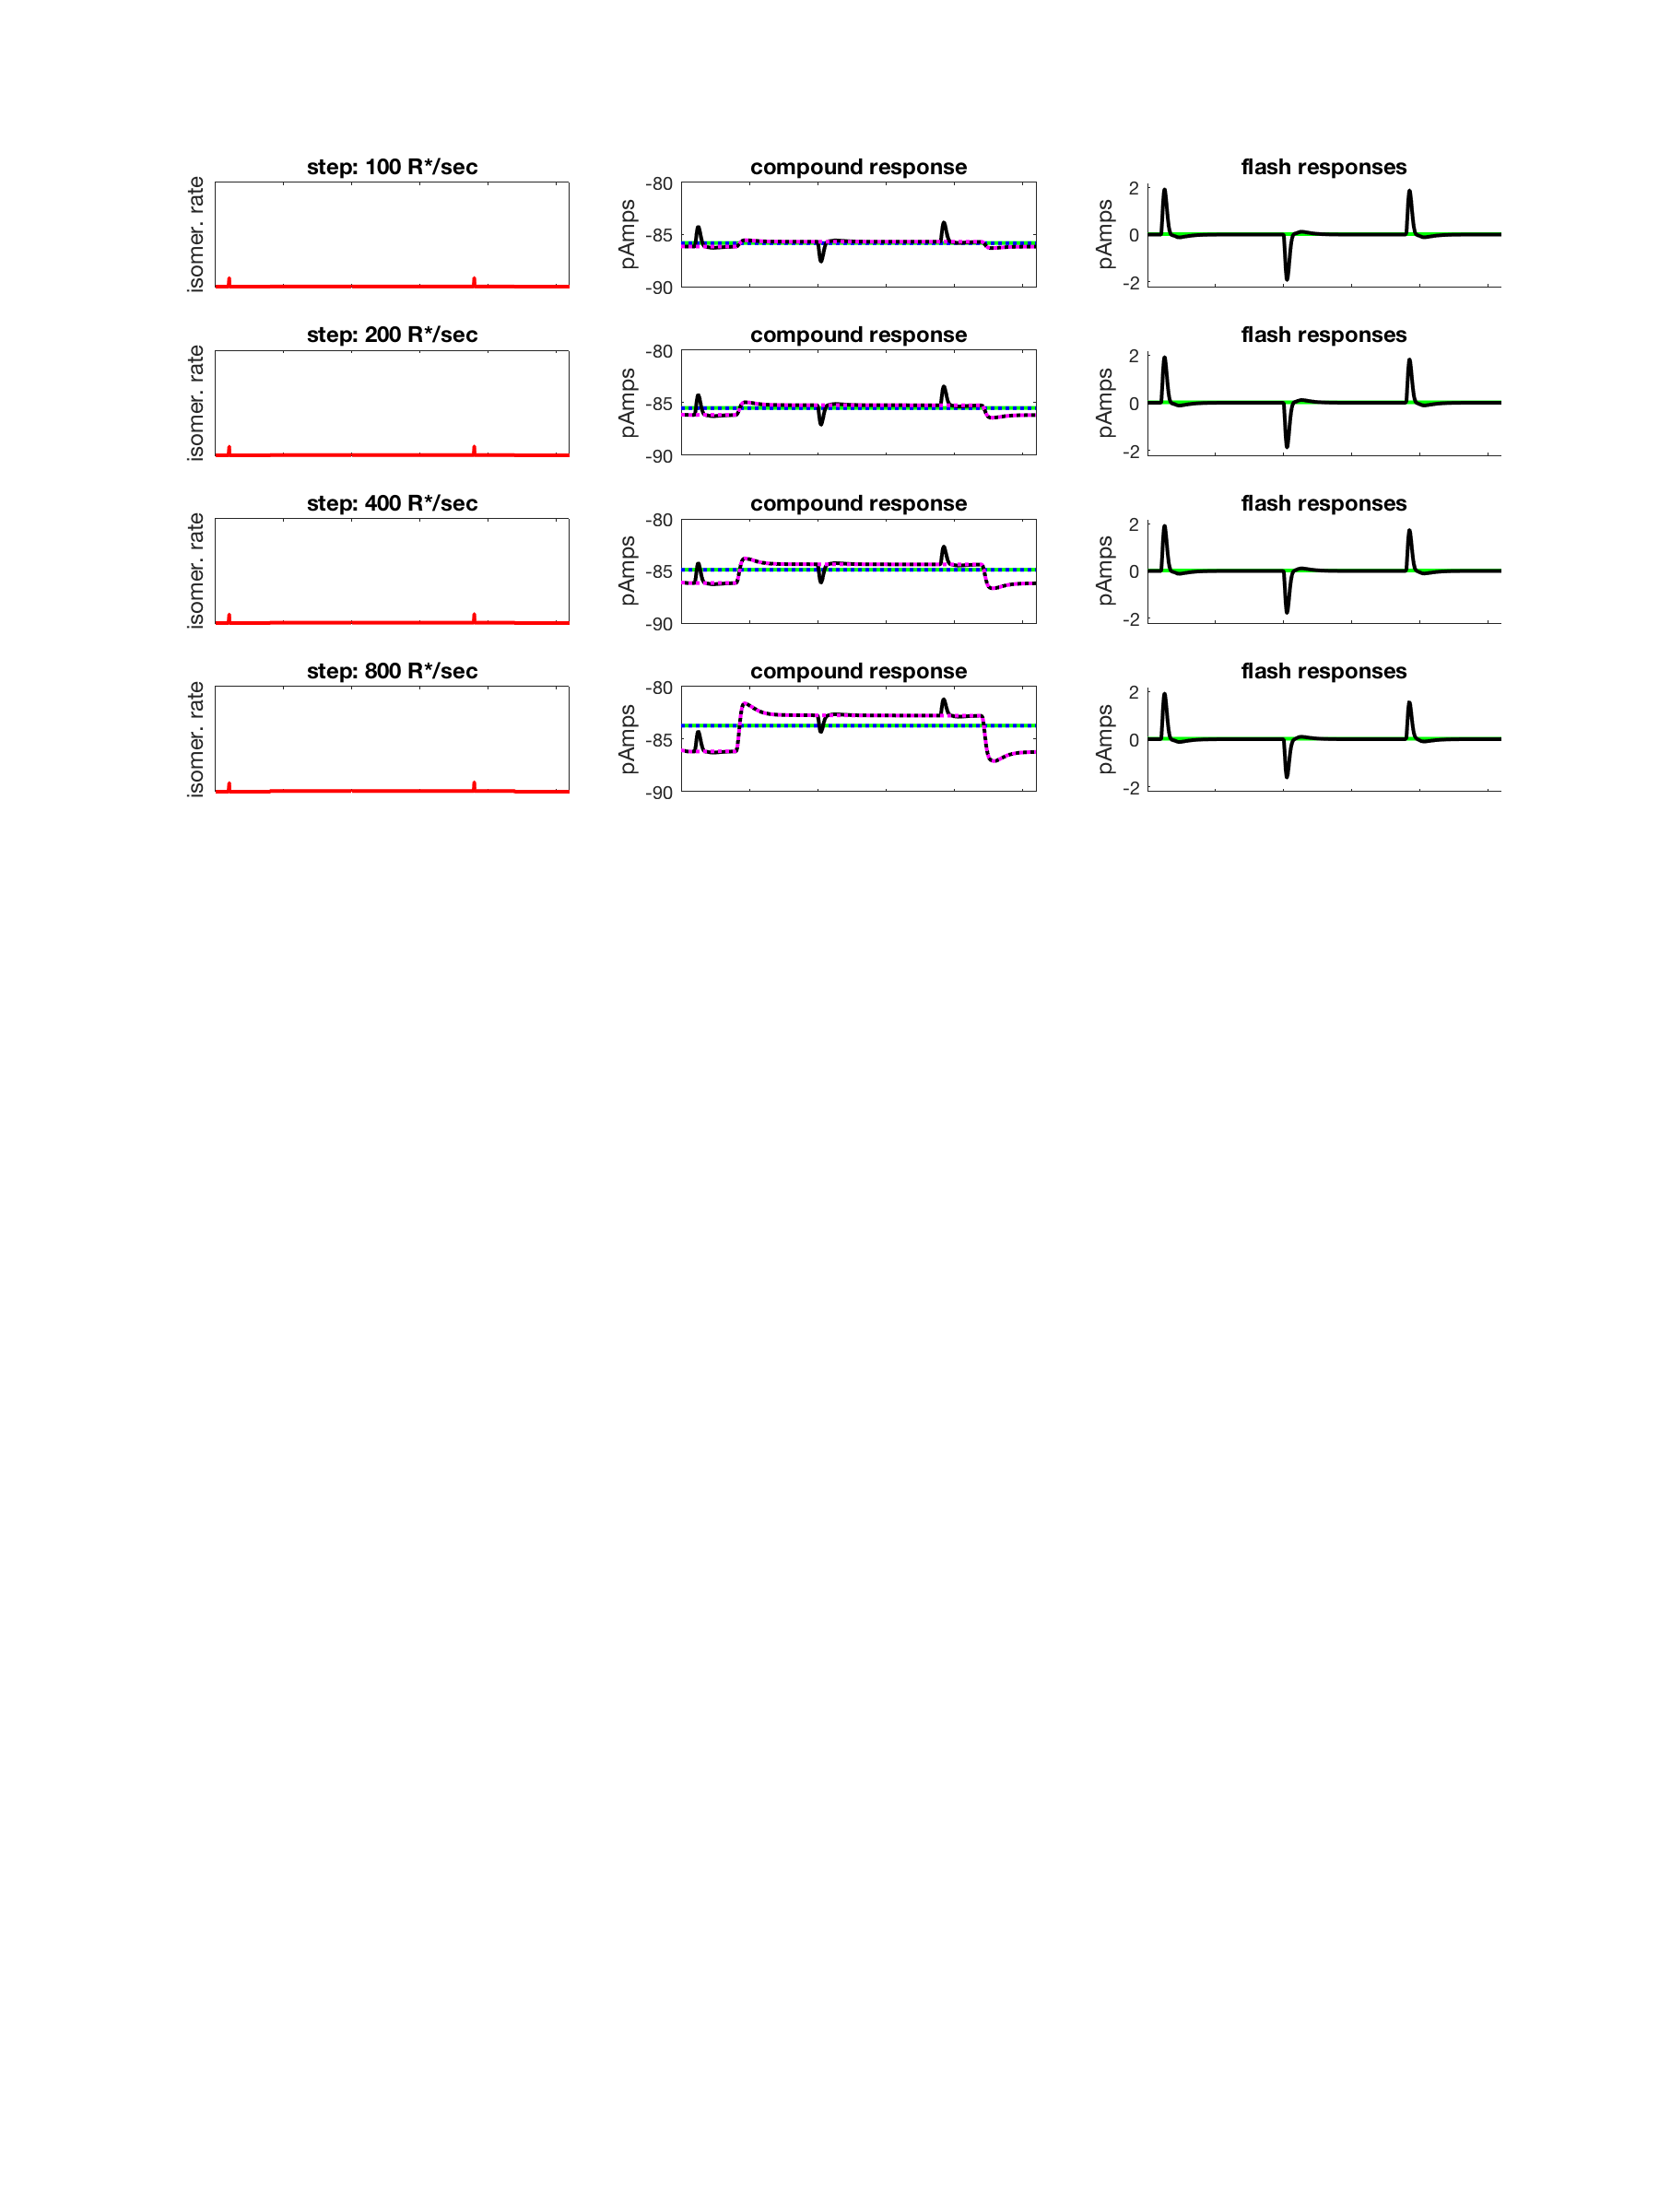 step: 100 R*/sec
compound response
flash responses
isomer. rate
pAmps
-80
-85
-90
pAmps
2
0
-2
step: 200 R*/sec
compound response
flash responses
isomer. rate
pAmps
-80
-85
-90
pAmps
2
0
-2
step: 400 R*/sec
compound response
flash responses
isomer. rate
pAmps
-80
-85
-90
pAmps
2
0
-2
step: 800 R*/sec
compound response
flash responses
isomer. rate
pAmps
-80
-85
-90
pAmps
2
0
-2